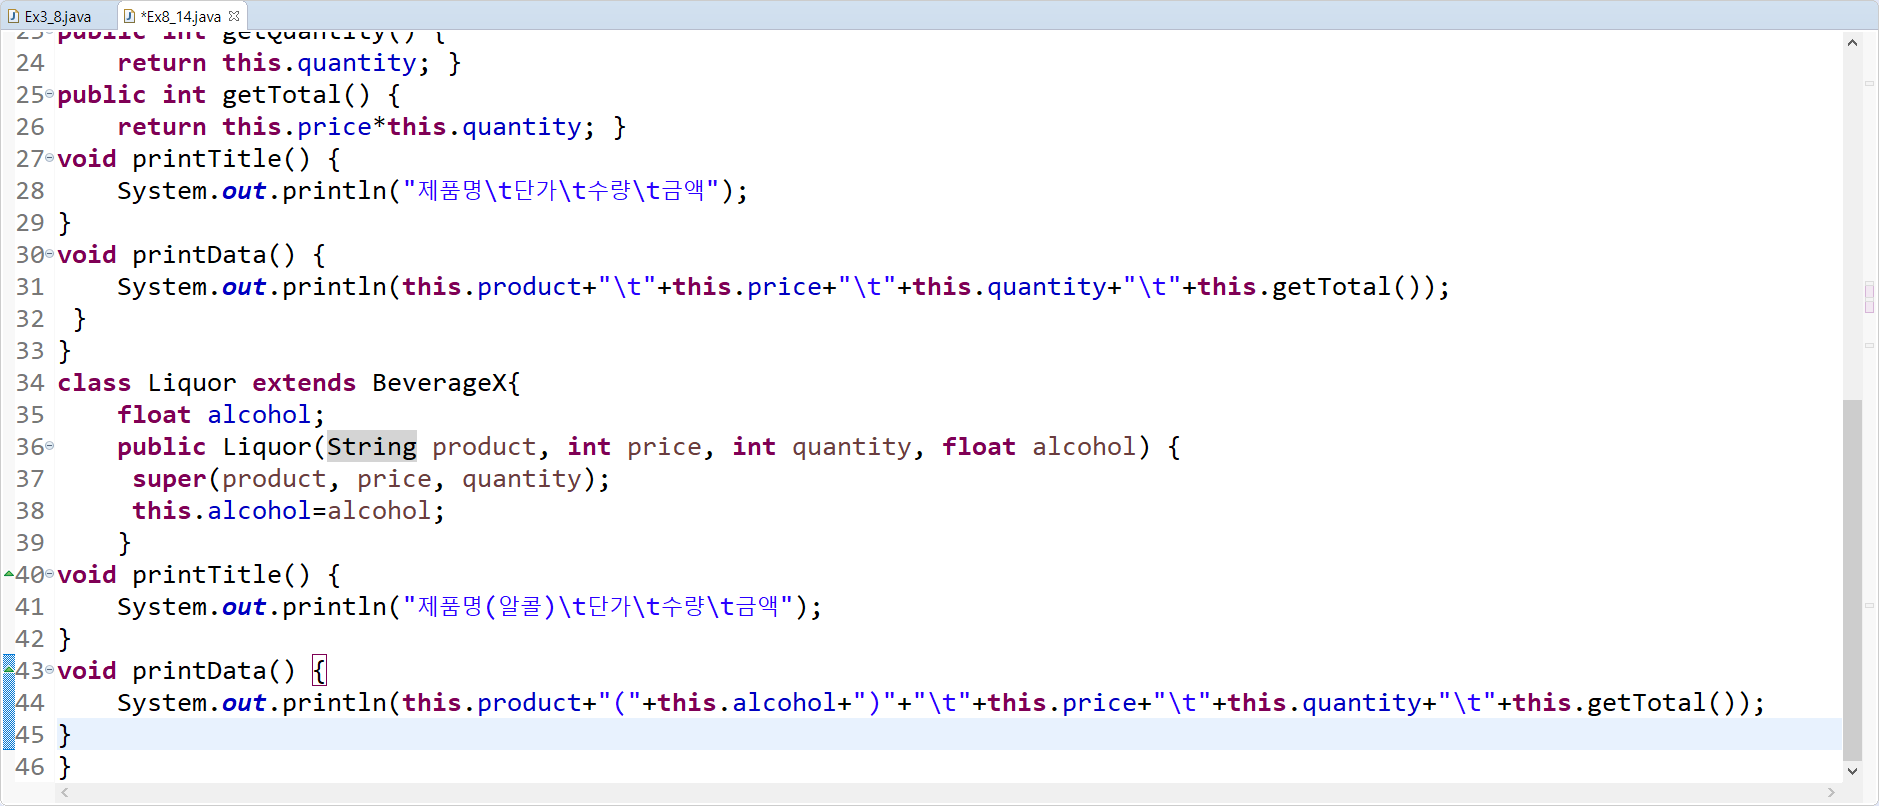 Ex3_8.java *Ex8_14.java
23 public int getQuantity() {
24 return this.quantity; }
25 public int getTotal() {
26 return this.price*this.quantity; }
27 void printTitle() {
28 System.out.println("제품명\t단가\t수량\t금액");
29 }
30 void printData() {
31 System.out.println(this.product+"\t"+this.price+"\t"+this.quantity+"\t"+this.getTotal());
32 }
33 }
34 class Liquor extends BeverageX{
35 float alcohol;
36 public Liquor(String product, int price, int quantity, float alcohol) {
37 super(product, price, quantity);
38 this.alcohol=alcohol;
39 }
40 void printTitle() {
41 System.out.println("제품명(알콜)\t단가\t수량\t금액");
42 }
43 void printData() {
44 System.out.println(this.product+"("+this.alcohol+")"+"\t"+this.price+"\t"+this.quantity+"\t"+this.getTotal());
45 }
46 }